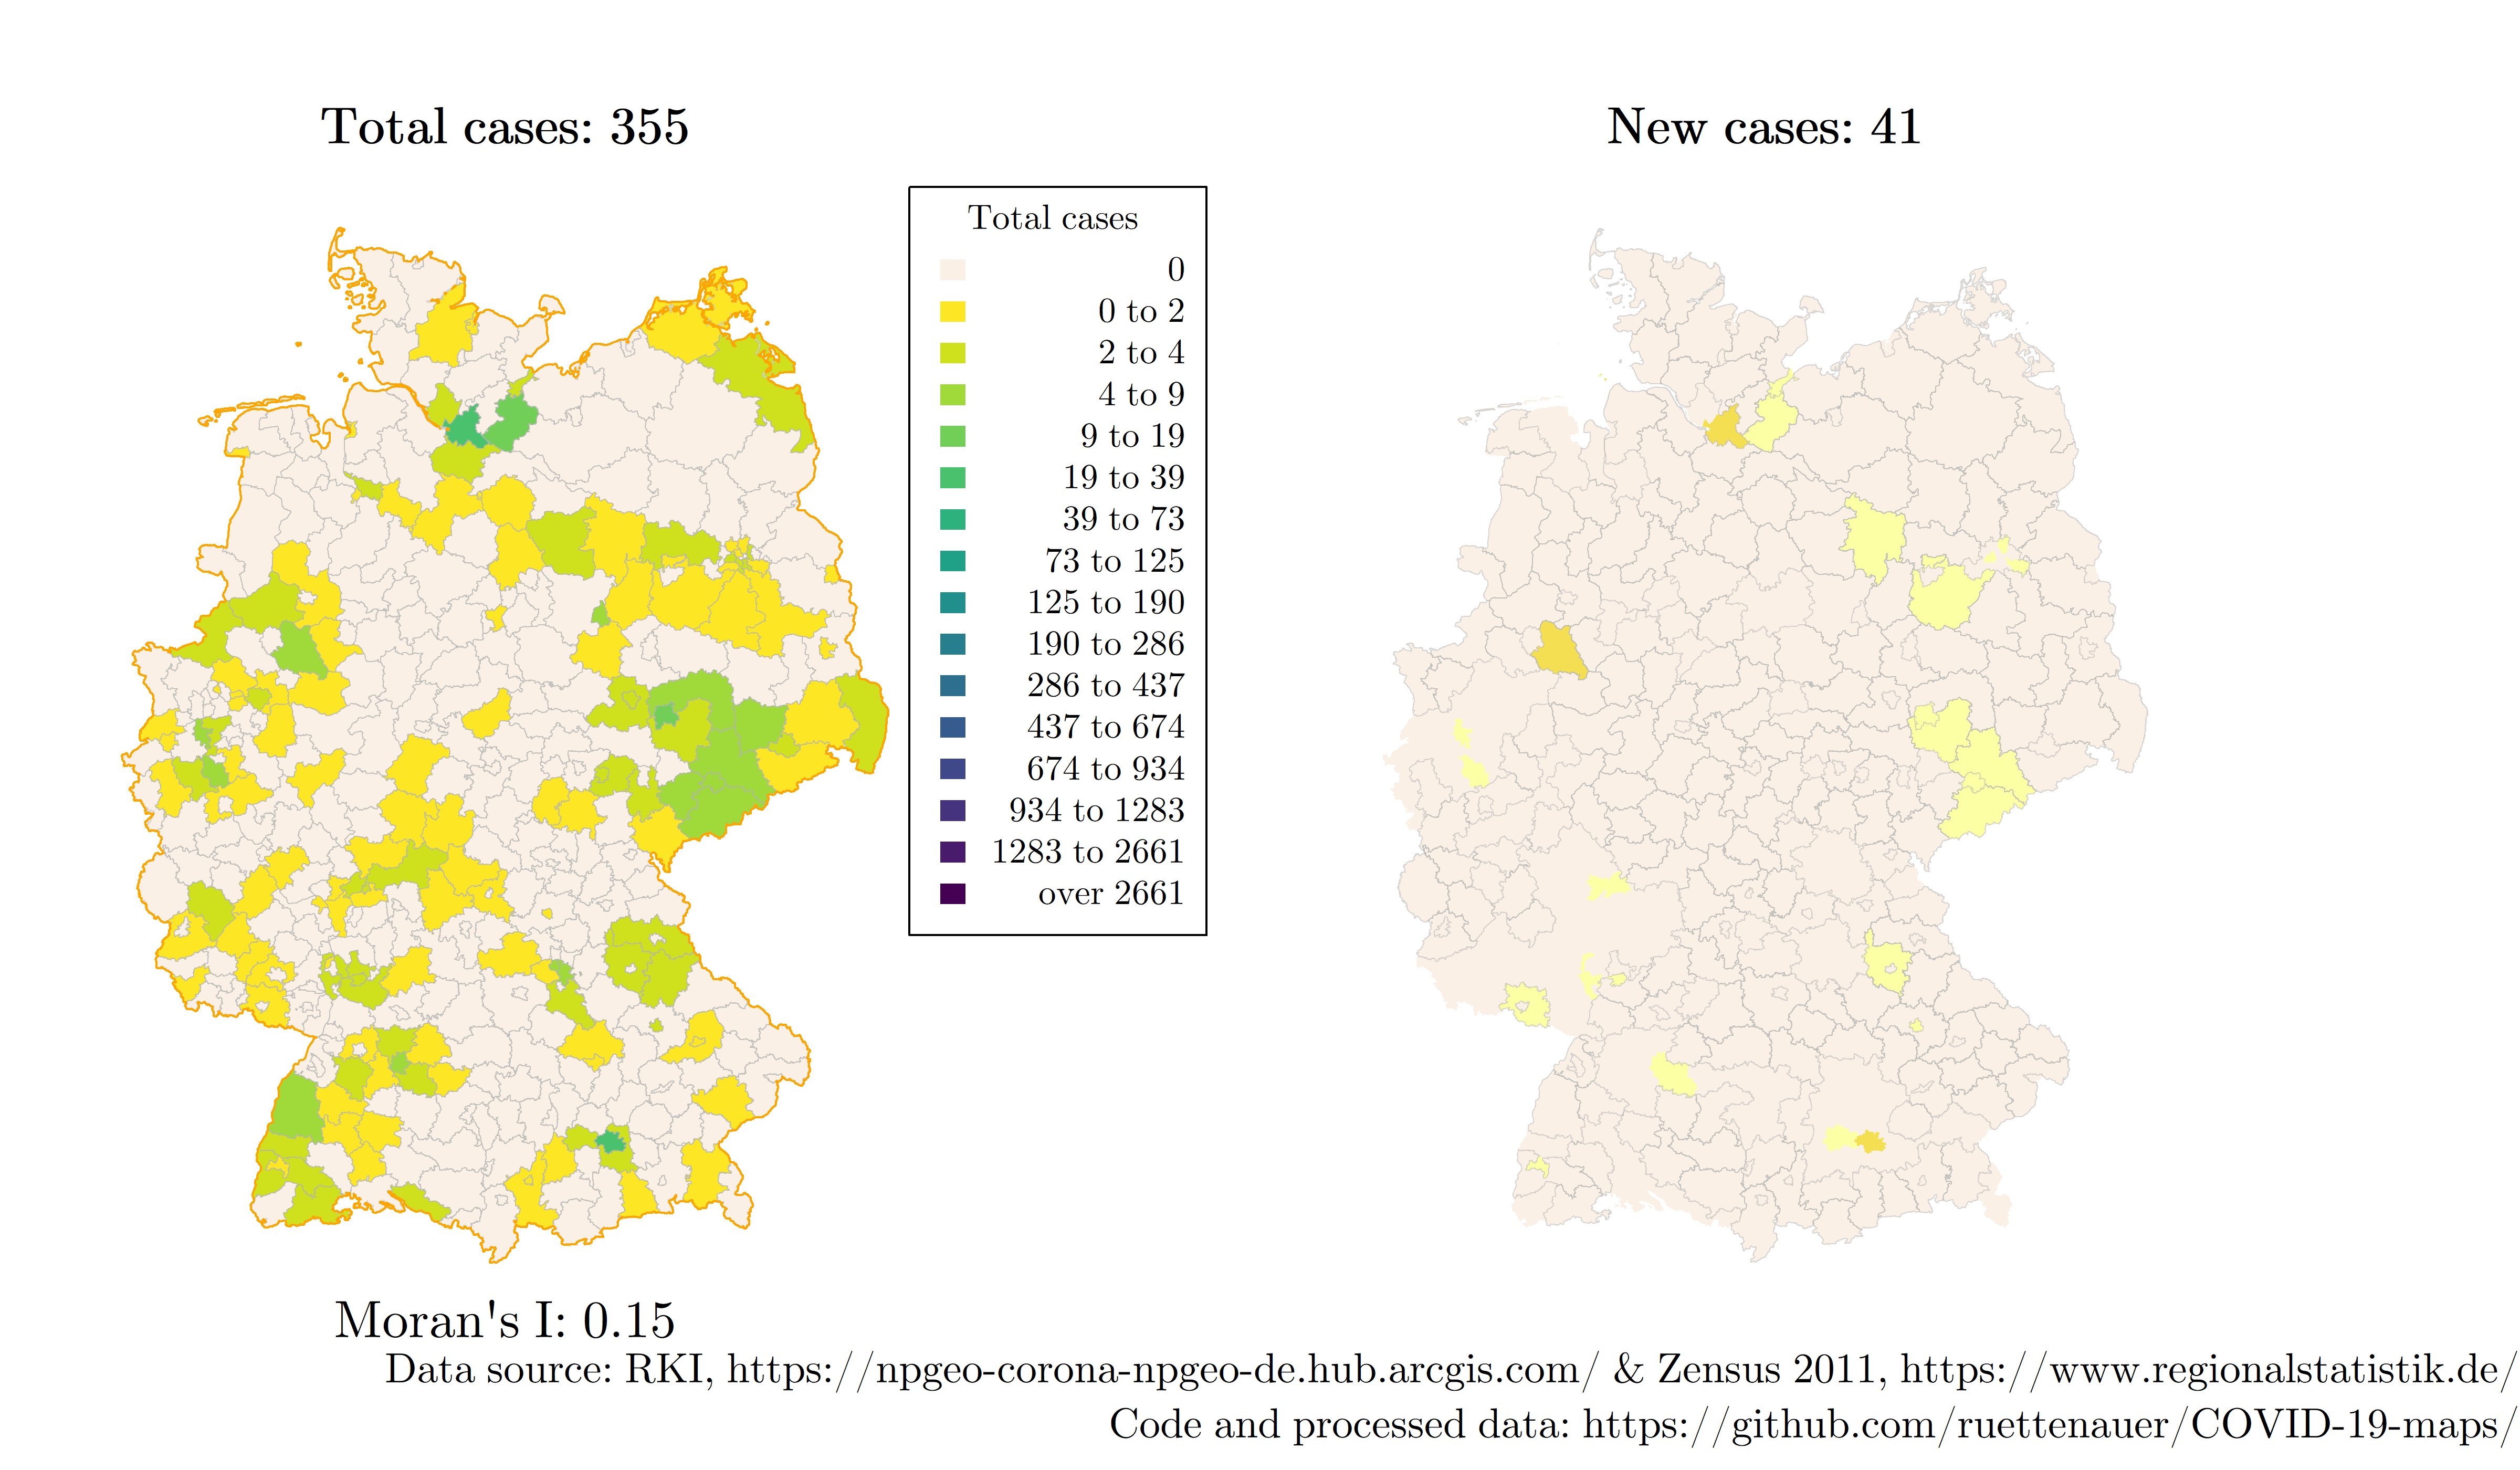 Total cases: 355
New cases: 41
Total cases
0
0 to 2
2 to 4
4 to 9
9 to 19
19 to 39
39 to 73
73 to 125
125 to 190
190 to 286
286 to 437
437 to 674
674 to 934
934 to 1283
1283 to 2661
over 2661
Moran's I: 0.15
Data source: RKI, https://npgeo-corona-npgeo-de.hub.arcgis.com/ & Zensus 2011, https://www.regionalstatistik.de/
Code and processed data: https://github.com/ruettenauer/COVID-19-maps/